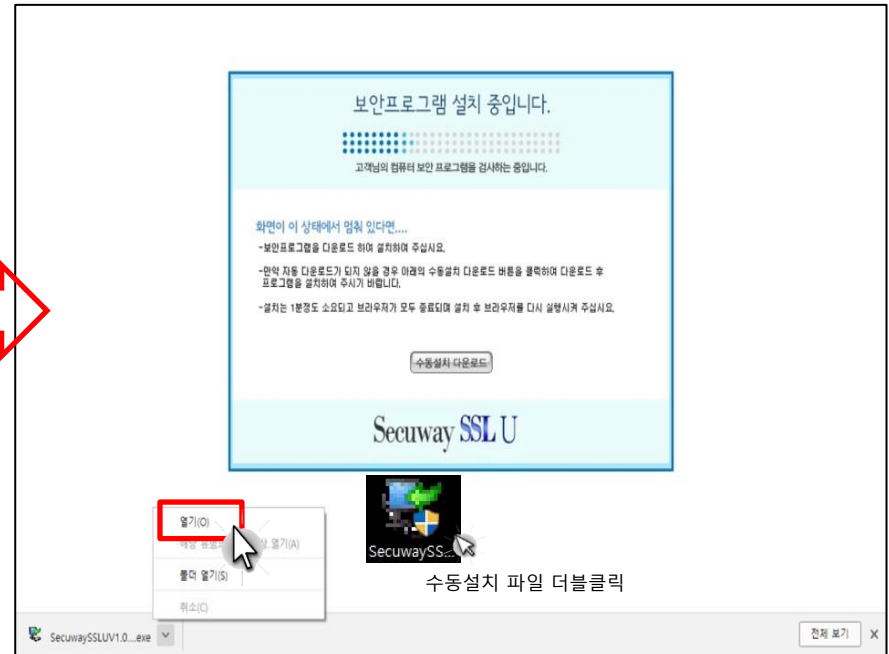 보안프로그램 설치 중입니다.
고객님의 컴퓨터 보안 프로그램을 검사하는 중입니다.
화면이 이 상태에서 멈춰 있다면....
-보안프로그램을 다운로드 하여 설치하여 주십시요.
-만약 자동 다운로드가 되지 않을 경우 아래의 수동설치 다운로드 버튼을 클릭하여 다운로드 후
프로그램을 설치하여 주시기 바랍니다.
-설치는 1분정도 소요되고 브라우저가 모두 종료되며 설치 후 브라우저를 다시 실행시켜 주십시요.
수동설치 다운로드
Secuway SSL U
열기(O)
열기(A)
폴더 열기(S)
취소(C)
SecuwaySS...
수동설치 파일 더블클릭
SecuwaySSLUV1.0....exe
전체 보기
X